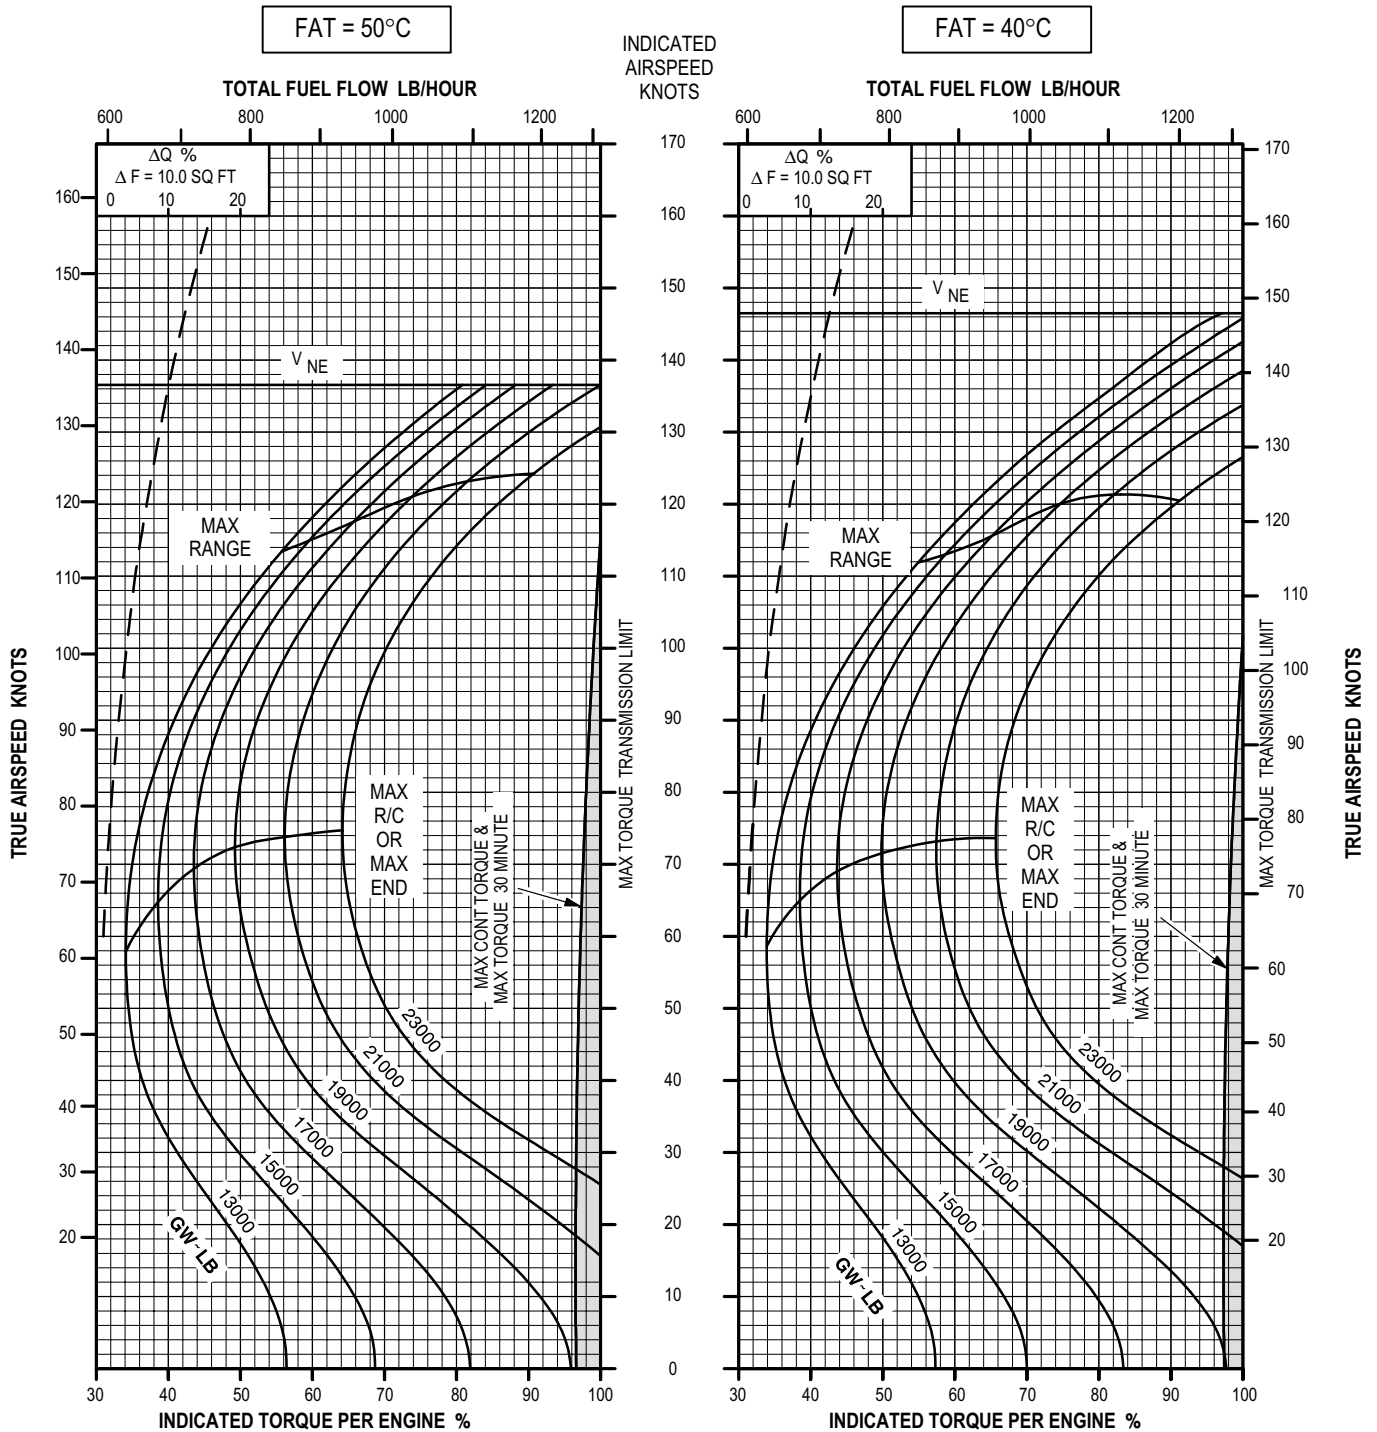 FAT = 50°C
FAT = 40°C
INDICATED
AIRSPEED
KNOTS
TOTAL FUEL FLOW LB/HOUR
600 800 1000 1200
ΔQ %
Δ F = 10.0 SQ FT
0 10 20
V NE
MAX
RANGE
MAX
R/C
OR
MAX
END
MAX CONT TORQUE &
MAX TORQUE 30 MINUTE
MAX TORQUE TRANSMISSION LIMIT
23000
21000
19000
17000
15000
13000
GW~LB
TRUE AIRSPEED KNOTS
160
150
140
130
120
110
100
90
80
70
60
50
40
30
20
30 40 50 60 70 80 90 100
INDICATED TORQUE PER ENGINE %
170
160
150
140
130
120
110
100
90
80
70
60
50
40
30
20
10
0
TOTAL FUEL FLOW LB/HOUR
600 800 1000 1200
ΔQ %
Δ F = 10.0 SQ FT
0 10 20
V NE
MAX
RANGE
MAX
R/C
OR
MAX
END
MAX CONT TORQUE &
MAX TORQUE 30 MINUTE
MAX TORQUE TRANSMISSION LIMIT
23000
21000
19000
17000
15000
13000
GW~LB
170
160
150
140
130
120
110
100
90
80
70
60
50
40
30
20
TRUE AIRSPEED KNOTS
30 40 50 60 70 80 90 100
INDICATED TORQUE PER ENGINE %